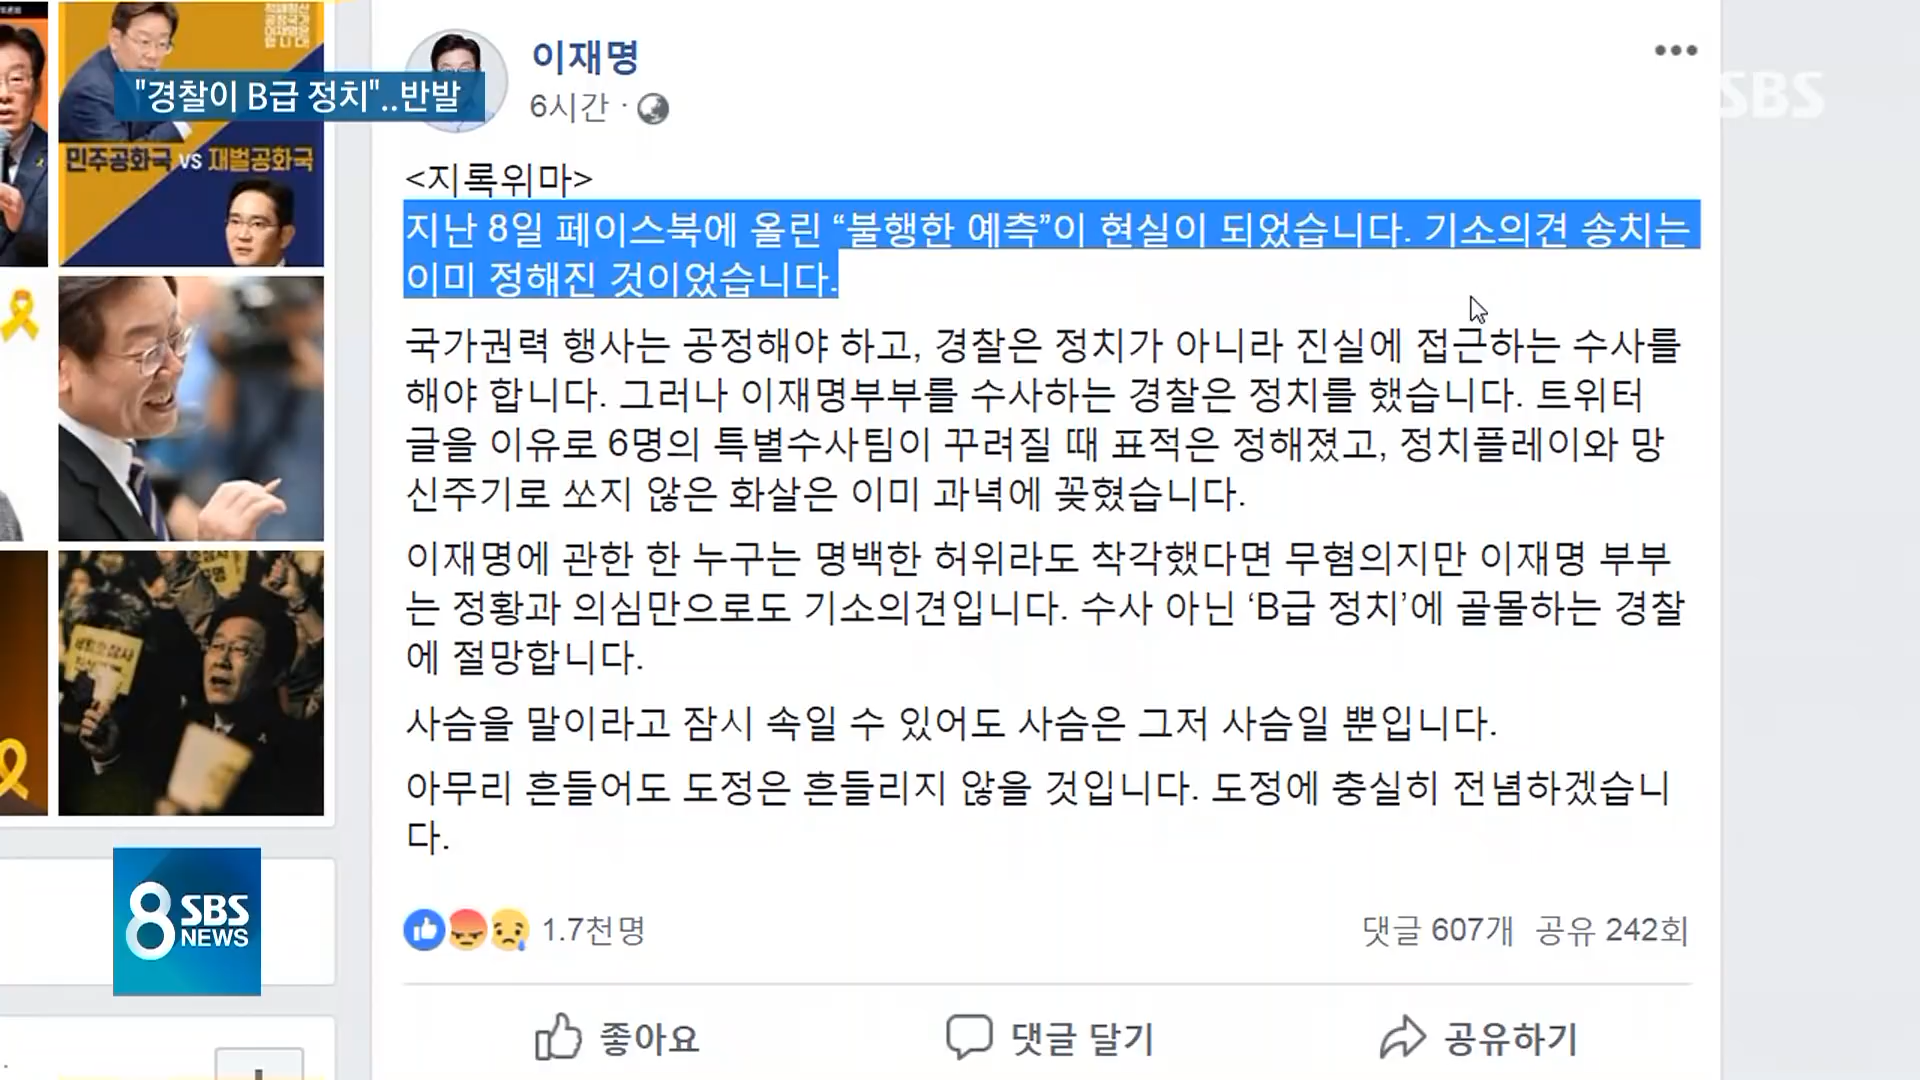 "경찰이 B급 정치"..반발
민주공화국 vs 재벌공화국
이재명
6시간
SBS
<지록위마>
지난 8일 페이스북에 올린 “불행한 예측”이 현실이 되었습니다. 기소의견 송치는
이미 정해진 것이었습니다.
국가권력 행사는 공정해야 하고, 경찰은 정치가 아니라 진실에 접근하는 수사를
해야 합니다. 그러나 이재명부부를 수사하는 경찰은 정치를 했습니다. 트위터
글을 이유로 6명의 특별수사팀이 꾸려질 때 표적은 정해졌고, 정치플레이와 망
신주기로 쏘지 않은 화살은 이미 과녁에 꽂혔습니다.
이재명에 관한 한 누구는 명백한 허위라도 착각했다면 무혐의지만 이재명 부부
는 정황과 의심만으로도 기소의견입니다. 수사 아닌 ‘B급 정치’에 골몰하는 경찰
에 절망합니다.
사슴을 말이라고 잠시 속일 수 있어도 사슴은 그저 사슴일 뿐입니다.
아무리 흔들어도 도정은 흔들리지 않을 것입니다. 도정에 충실히 전념하겠습니
다.
8 SBS NEWS
1.7천명
댓글 607개 공유 242회
좋아요
댓글 달기
공유하기